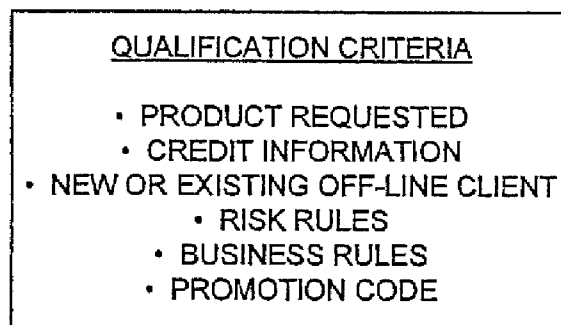 QUALIFICATION CRITERIA
• PRODUCT REQUESTED
• CREDIT INFORMATION
• NEW OR EXISTING OFF-LINE CLIENT
• RISK RULES
• BUSINESS RULES
• PROMOTION CODE